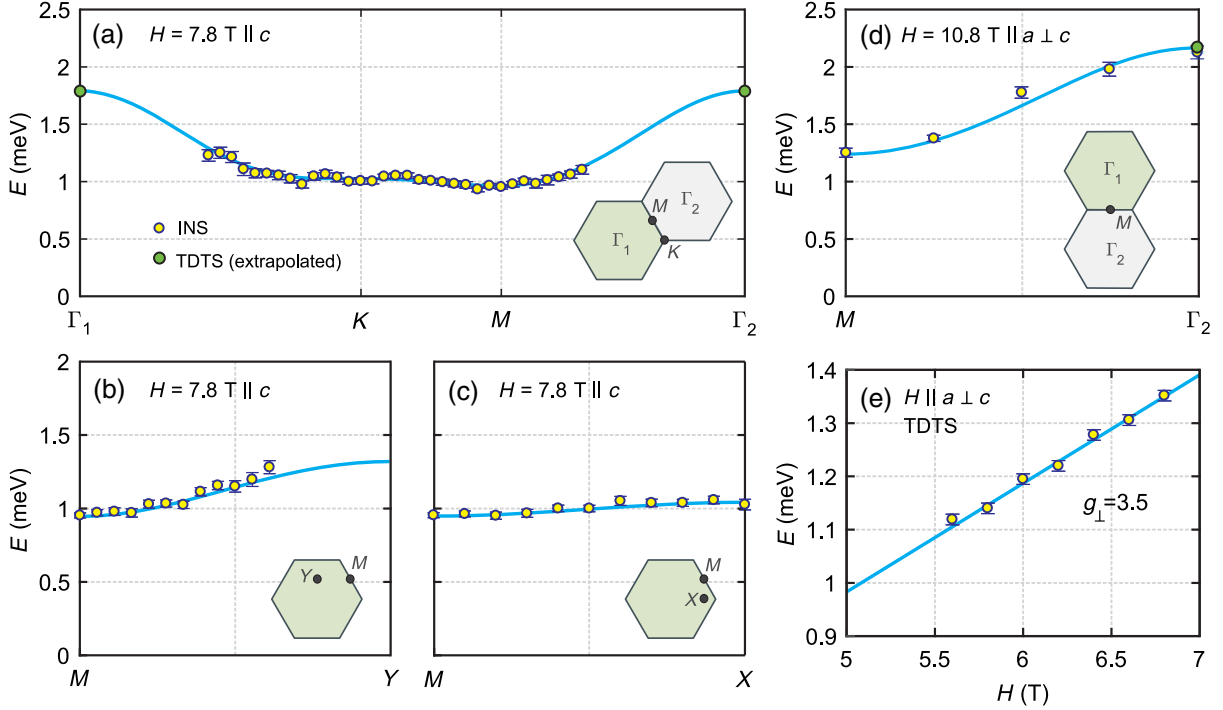 (a) H = 7.8 T || c
E (meV)
2.5
2
1.5
1
0.5
0
INS
TDTS (extrapolated)
Γ₁
Γ₂
M
K
Γ₁ K M Γ₂
(d) H = 10.8 T || a ⊥ c
E (meV)
2.5
2
1.5
1
0.5
0
Γ₁
M
Γ₂
M Γ₂
(b) H = 7.8 T || c
E (meV)
2
1.5
1
0.5
0
Y M
M Y
(c) H = 7.8 T || c
M
X
M X
(e) H || a ⊥ c
TDTS
E (meV)
1.4
1.3
1.2
1.1
1
0.9
g⊥=3.5
5 5.5 6 6.5 7
H (T)